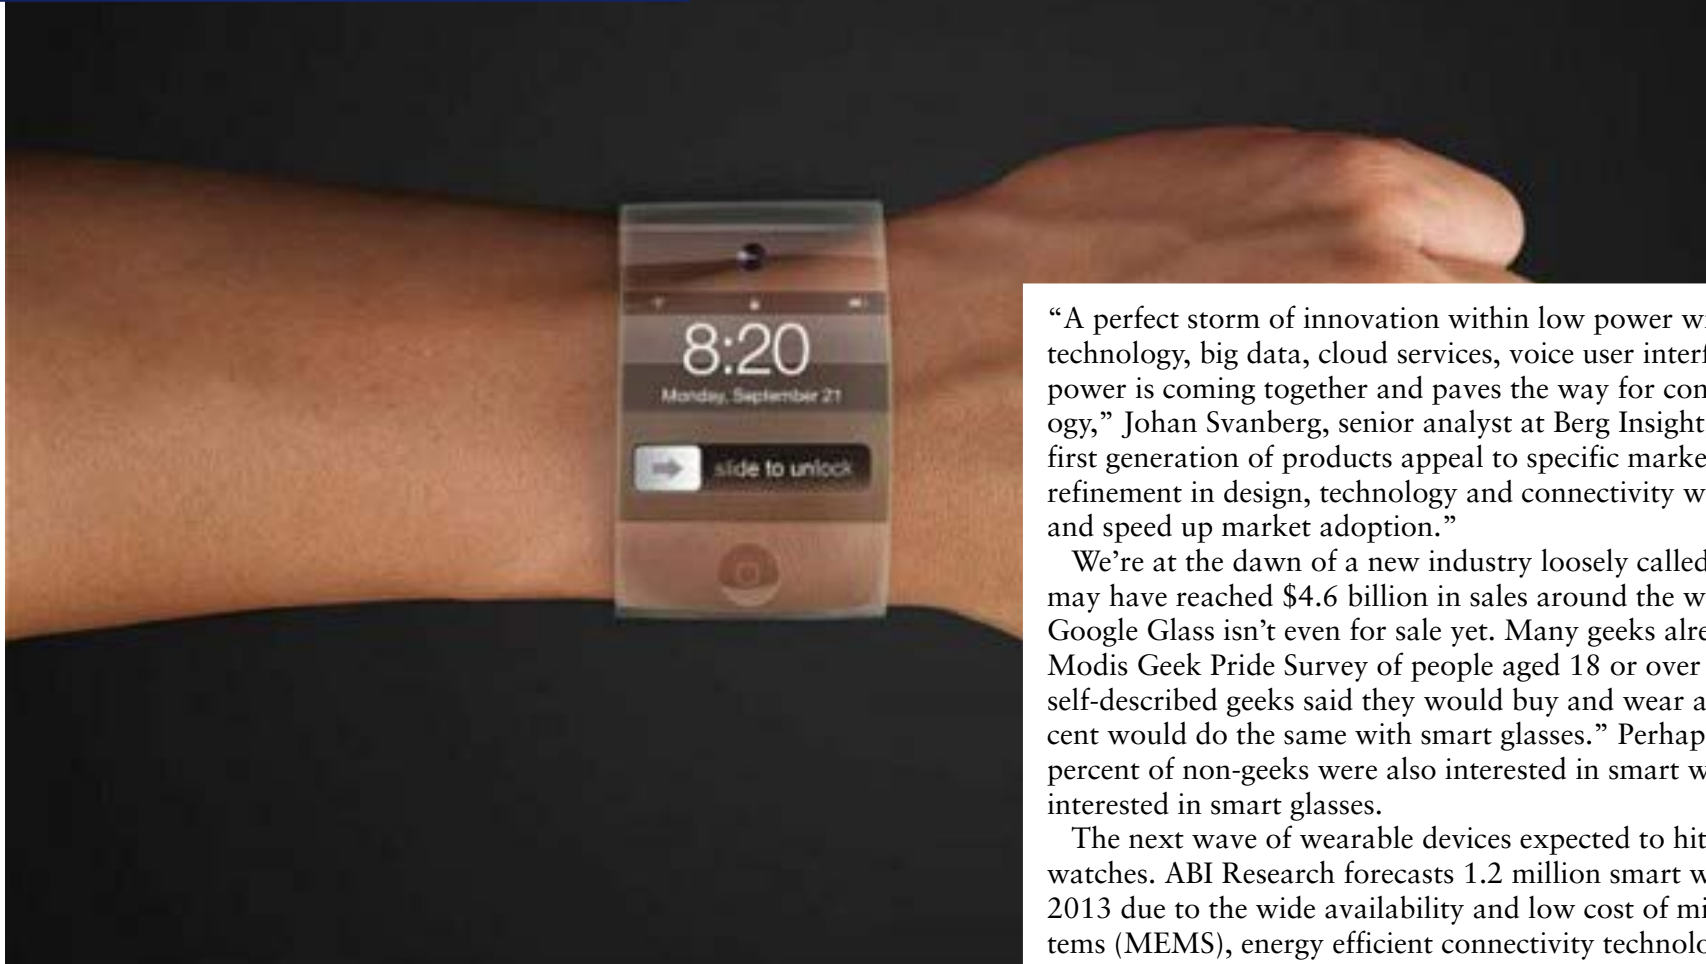 8:20
Monday, September 21
slide to unlock
“A perfect storm of innovation within low power
technology, big data, cloud services, voice user
power is coming together and paves the way for
ogy,” Johan Svanberg, senior analyst at Berg Insight
first generation of products appeal to specific
refinement in design, technology and connectivity
and speed up market adoption.”
We’re at the dawn of a new industry loosely called
may have reached $4.6 billion in sales around the
Google Glass isn’t even for sale yet. Many geeks
Modis Geek Pride Survey of people aged 18 or over
self-described geeks said they would buy and wear a
cent would do the same with smart glasses.”
percent of non-geeks were also interested in smart
interested in smart glasses.
The next wave of wearable devices expected to hit
watches. ABI Research forecasts 1.2 million smart
2013 due to the wide availability and low cost of
tems (MEMS), energy efficient connectivity